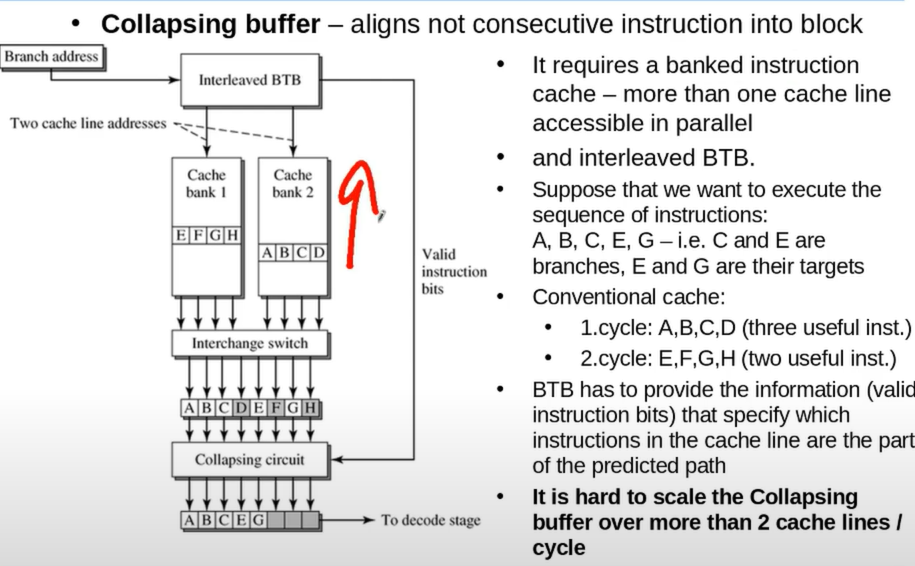 • Collapsing buffer – aligns not consecutive instruction into block
Branch address
Interleaved BTB
Two cache line addresses
Cache
bank 1
Cache
bank 2
E F G H
A B C D
Valid
instruction
bits
Interchange switch
A B C D E F G H
Collapsing circuit
A B C E G
To decode stage
• It requires a banked instruction
cache – more than one cache line
accessible in parallel
• and interleaved BTB.
• Suppose that we want to execute the
sequence of instructions:
A, B, C, E, G – i.e. C and E are
branches, E and G are their targets
• Conventional cache:
• 1.cycle: A,B,C,D (three useful inst.)
• 2.cycle: E,F,G,H (two useful inst.)
• BTB has to provide the information (valid
instruction bits) that specify which
instructions in the cache line are the part
of the predicted path
• It is hard to scale the Collapsing
buffer over more than 2 cache lines /
cycle